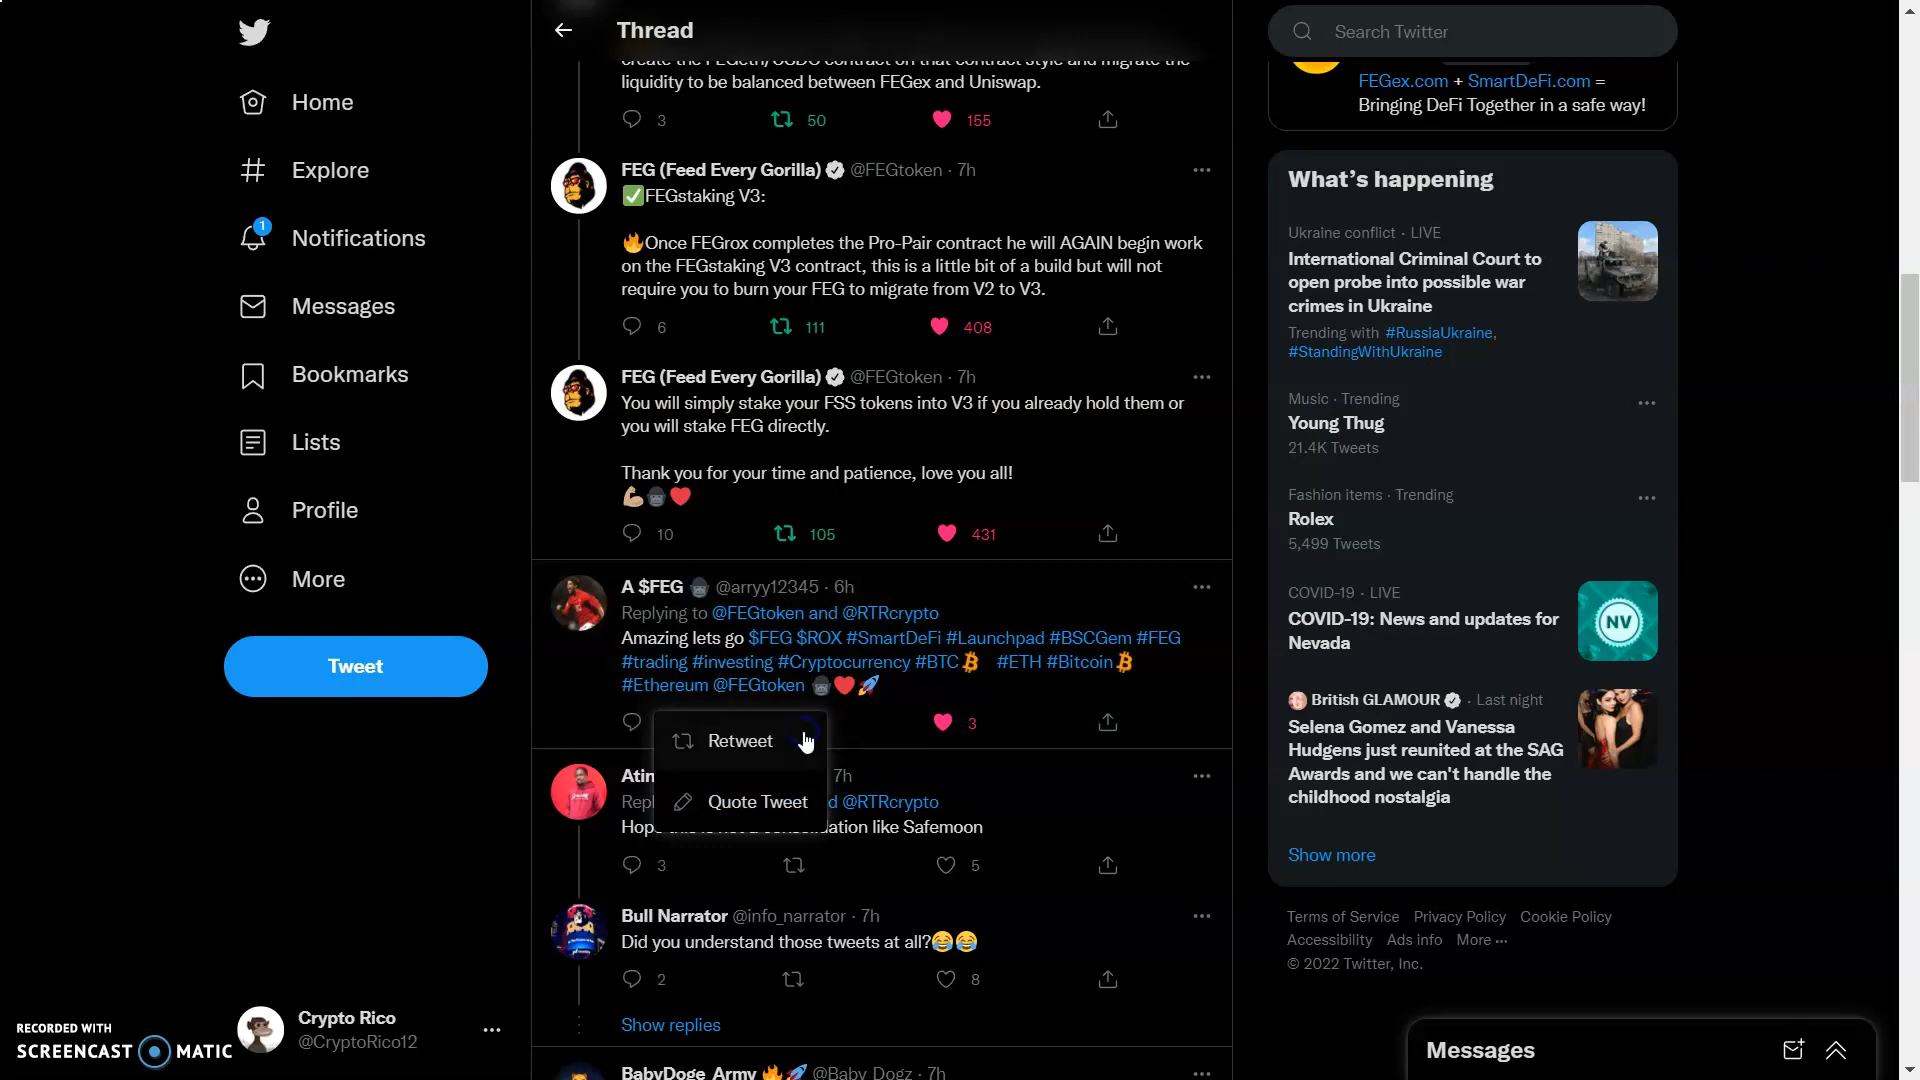 Home
Explore
1
Notifications
Messages
Bookmarks
Lists
Profile
More
Tweet
Crypto Rico
@CryptoRico12
RECORDED WITH
SCREENCAST MATIC
Thread
create the FEGeth/USDC contract on that contract style and migrate the
liquidity to be balanced between FEGex and Uniswap.
3 50 155
FEG (Feed Every Gorilla) @FEGtoken · 7h
✅FEGstaking V3:
🔥Once FEGrox completes the Pro-Pair contract he will AGAIN begin work
on the FEGstaking V3 contract, this is a little bit of a build but will not
require you to burn your FEG to migrate from V2 to V3.
6 111 408
FEG (Feed Every Gorilla) @FEGtoken · 7h
You will simply stake your FSS tokens into V3 if you already hold them or
you will stake FEG directly.
Thank you for your time and patience, love you all!
💪🏼🦍❤️
10 105 431
A $FEG 🦍 @arryy12345 · 6h
Replying to @FEGtoken and @RTRcrypto
Amazing lets go $FEG $ROX #SmartDeFi #Launchpad #BSCGem #FEG
#trading #investing #Cryptocurrency #BTC #ETH #Bitcoin
#Ethereum @FEGtoken 🦍❤️🚀
3
Retweet
Quote Tweet
Atin 7h
Repl d @RTRcrypto
Hope this is not a consolidation like Safemoon
3 5
Bull Narrator @info_narrator · 7h
Did you understand those tweets at all?😂😂
2 8
Show replies
BabyDoge Army 🔥🚀 @Baby_Dogz · 7h
Search Twitter
FEGex.com + SmartDeFi.com =
Bringing DeFi Together in a safe way!
What's happening
Ukraine conflict · LIVE
International Criminal Court to
open probe into possible war
crimes in Ukraine
Trending with #RussiaUkraine,
#StandingWithUkraine
Music · Trending
Young Thug
21.4K Tweets
Fashion items · Trending
Rolex
5,499 Tweets
COVID-19 · LIVE
COVID-19: News and updates for
Nevada
NV
British GLAMOUR · Last night
Selena Gomez and Vanessa
Hudgens just reunited at the SAG
Awards and we can't handle the
childhood nostalgia
Show more
Terms of Service Privacy Policy Cookie Policy
Accessibility Ads info More ···
© 2022 Twitter, Inc.
Messages